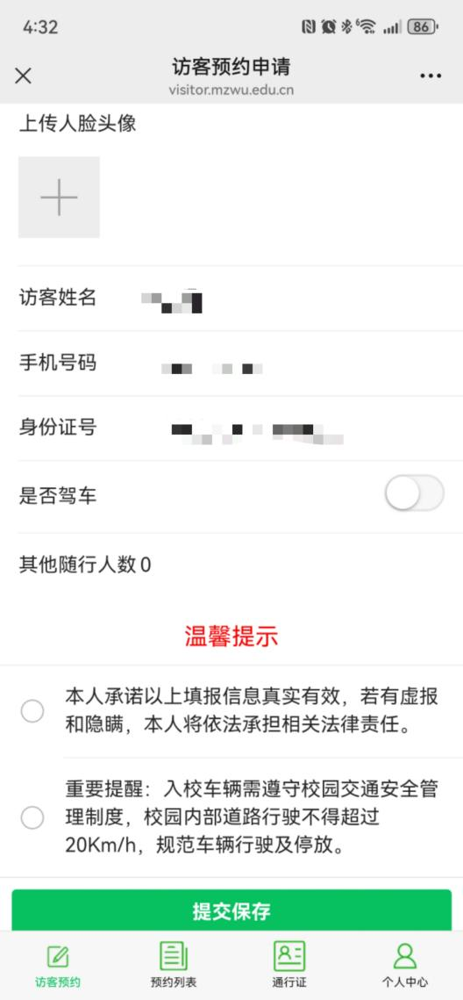 4:32
6
86
访客预约申请
visitor.mzwu.edu.cn
上传人脸头像
访客姓名
手机号码
身份证号
是否驾车
其他随行人数 0
温馨提示
本人承诺以上填报信息真实有效，若有虚报
和隐瞒，本人将依法承担相关法律责任。
重要提醒：入校车辆需遵守校园交通安全管
理制度，校园内部道路行驶不得超过
20Km/h，规范车辆行驶及停放。
提交保存
访客预约 预约列表 通行证 个人中心